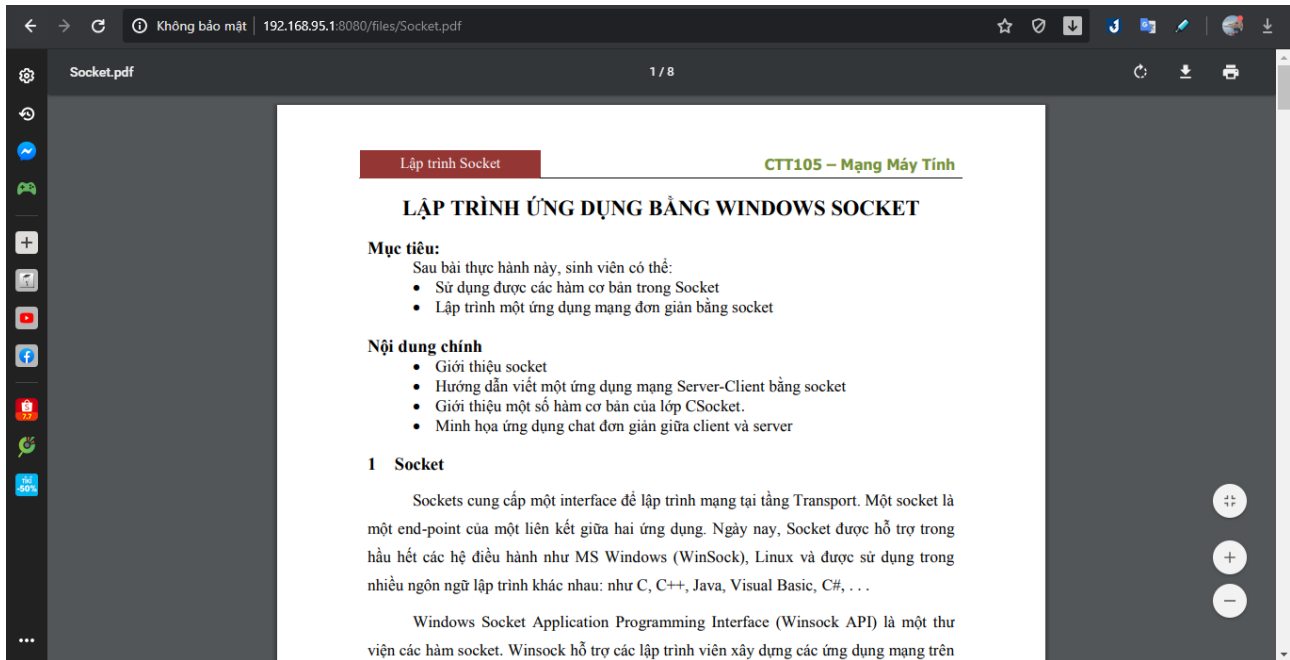 Không bảo mật 192.168.95.1:8080/files/Socket.pdf
Socket.pdf
1 / 8
Lập trình Socket
CTT105 – Mạng Máy Tính
LẬP TRÌNH ỨNG DỤNG BẰNG WINDOWS SOCKET
Mục tiêu:
Sau bài thực hành này, sinh viên có thể:
• Sử dụng được các hàm cơ bản trong Socket
• Lập trình một ứng dụng mạng đơn giản bằng socket
Nội dung chính
• Giới thiệu socket
• Hướng dẫn viết một ứng dụng mạng Server-Client bằng socket
• Giới thiệu một số hàm cơ bản của lớp CSocket.
• Minh họa ứng dụng chat đơn giản giữa client và server
1 Socket
Sockets cung cấp một interface để lập trình mạng tại tầng Transport. Một socket là
một end-point của một liên kết giữa hai ứng dụng. Ngày nay, Socket được hỗ trợ trong
hầu hết các hệ điều hành như MS Windows (WinSock), Linux và được sử dụng trong
nhiều ngôn ngữ lập trình khác nhau: như C, C++, Java, Visual Basic, C#, . . .
Windows Socket Application Programming Interface (Winsock API) là một thư
viện các hàm socket. Winsock hỗ trợ các lập trình viên xây dựng các ứng dụng mạng trên
7.7
tiki
-50%